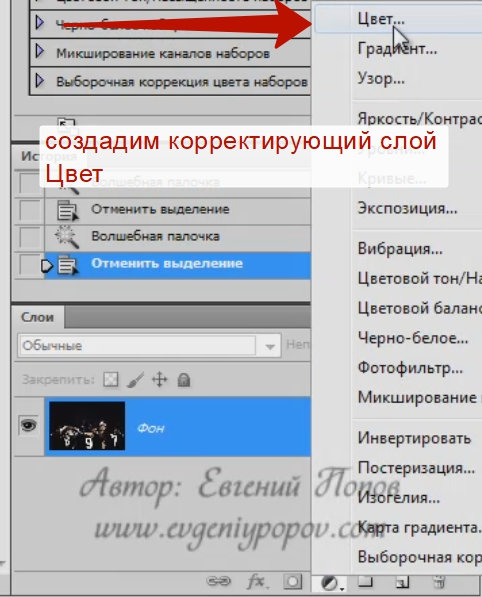 Черно-белое
Микширование каналов наборов
Выборочная коррекция цвета наборов
создадим корректирующий слой
Цвет
История
Волшебная палочка
Отменить выделение
Волшебная палочка
Отменить выделение
Слои
Обычные
Неп
Закрепить:
Фон
Цвет...
Градиент...
Узор...
Яркость/Контрас
Кривые...
Экспозиция...
Вибрация...
Цветовой тон/На
Цветовой баланс
Черно-белое...
Фотофильтр...
Микширование
Инвертировать
Постеризация...
Изогелия...
Карта градиента.
Выборочная кор
Автор: Евгений Попов
www.evgeniypopov.com
fx.